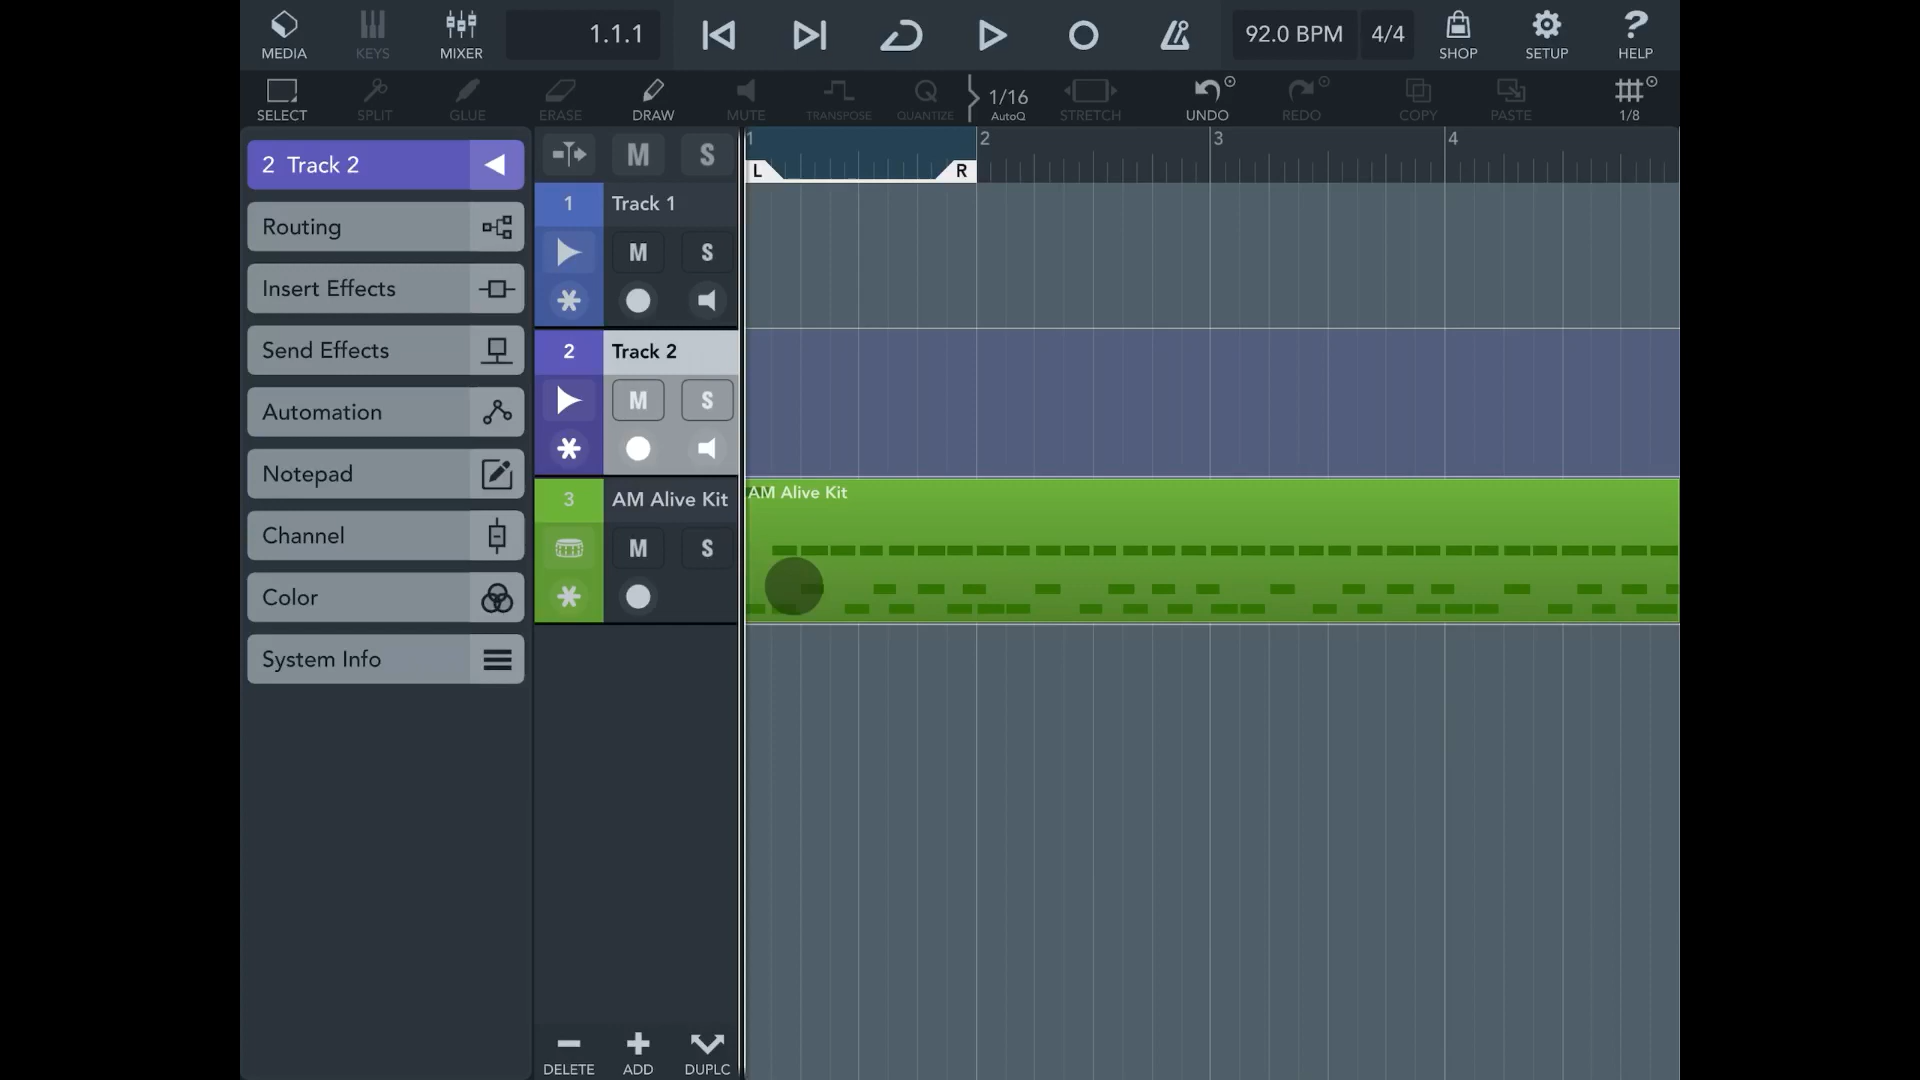 MEDIA
KEYS
MIXER
1.1.1
92.0 BPM
4/4
SHOP
SETUP
HELP
SELECT
SPLIT
GLUE
ERASE
DRAW
MUTE
TRANSPOSE
QUANTIZE
1/16
AutoQ
STRETCH
UNDO
REDO
COPY
PASTE
1/8
2 Track 2
Routing
Insert Effects
Send Effects
Automation
Notepad
Channel
Color
System Info
M S
1 2 3 4
L R
1 Track 1
M S
2 Track 2
M S
3 AM Alive Kit
M S
AM Alive Kit
DELETE
ADD
DUPLC